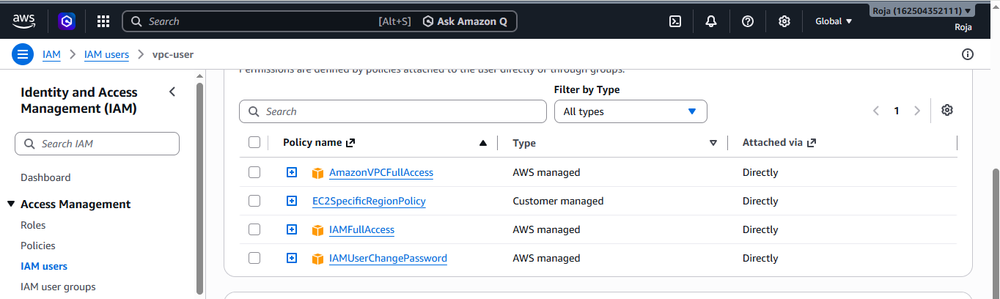 aws
Search [Alt+S] Ask Amazon Q Global Roja (162504352111)
Roja
IAM IAM users vpc-user
Permissions are defined by policies attached to the user directly or through groups.
Identity and Access
Management (IAM)
Search IAM
Dashboard
Access Management
Roles
Policies
IAM users
IAM user groups
Filter by Type
Search All types 1
Policy name Type Attached via
AmazonVPCFullAccess AWS managed Directly
EC2SpecificRegionPolicy Customer managed Directly
IAMFullAccess AWS managed Directly
IAMUserChangePassword AWS managed Directly